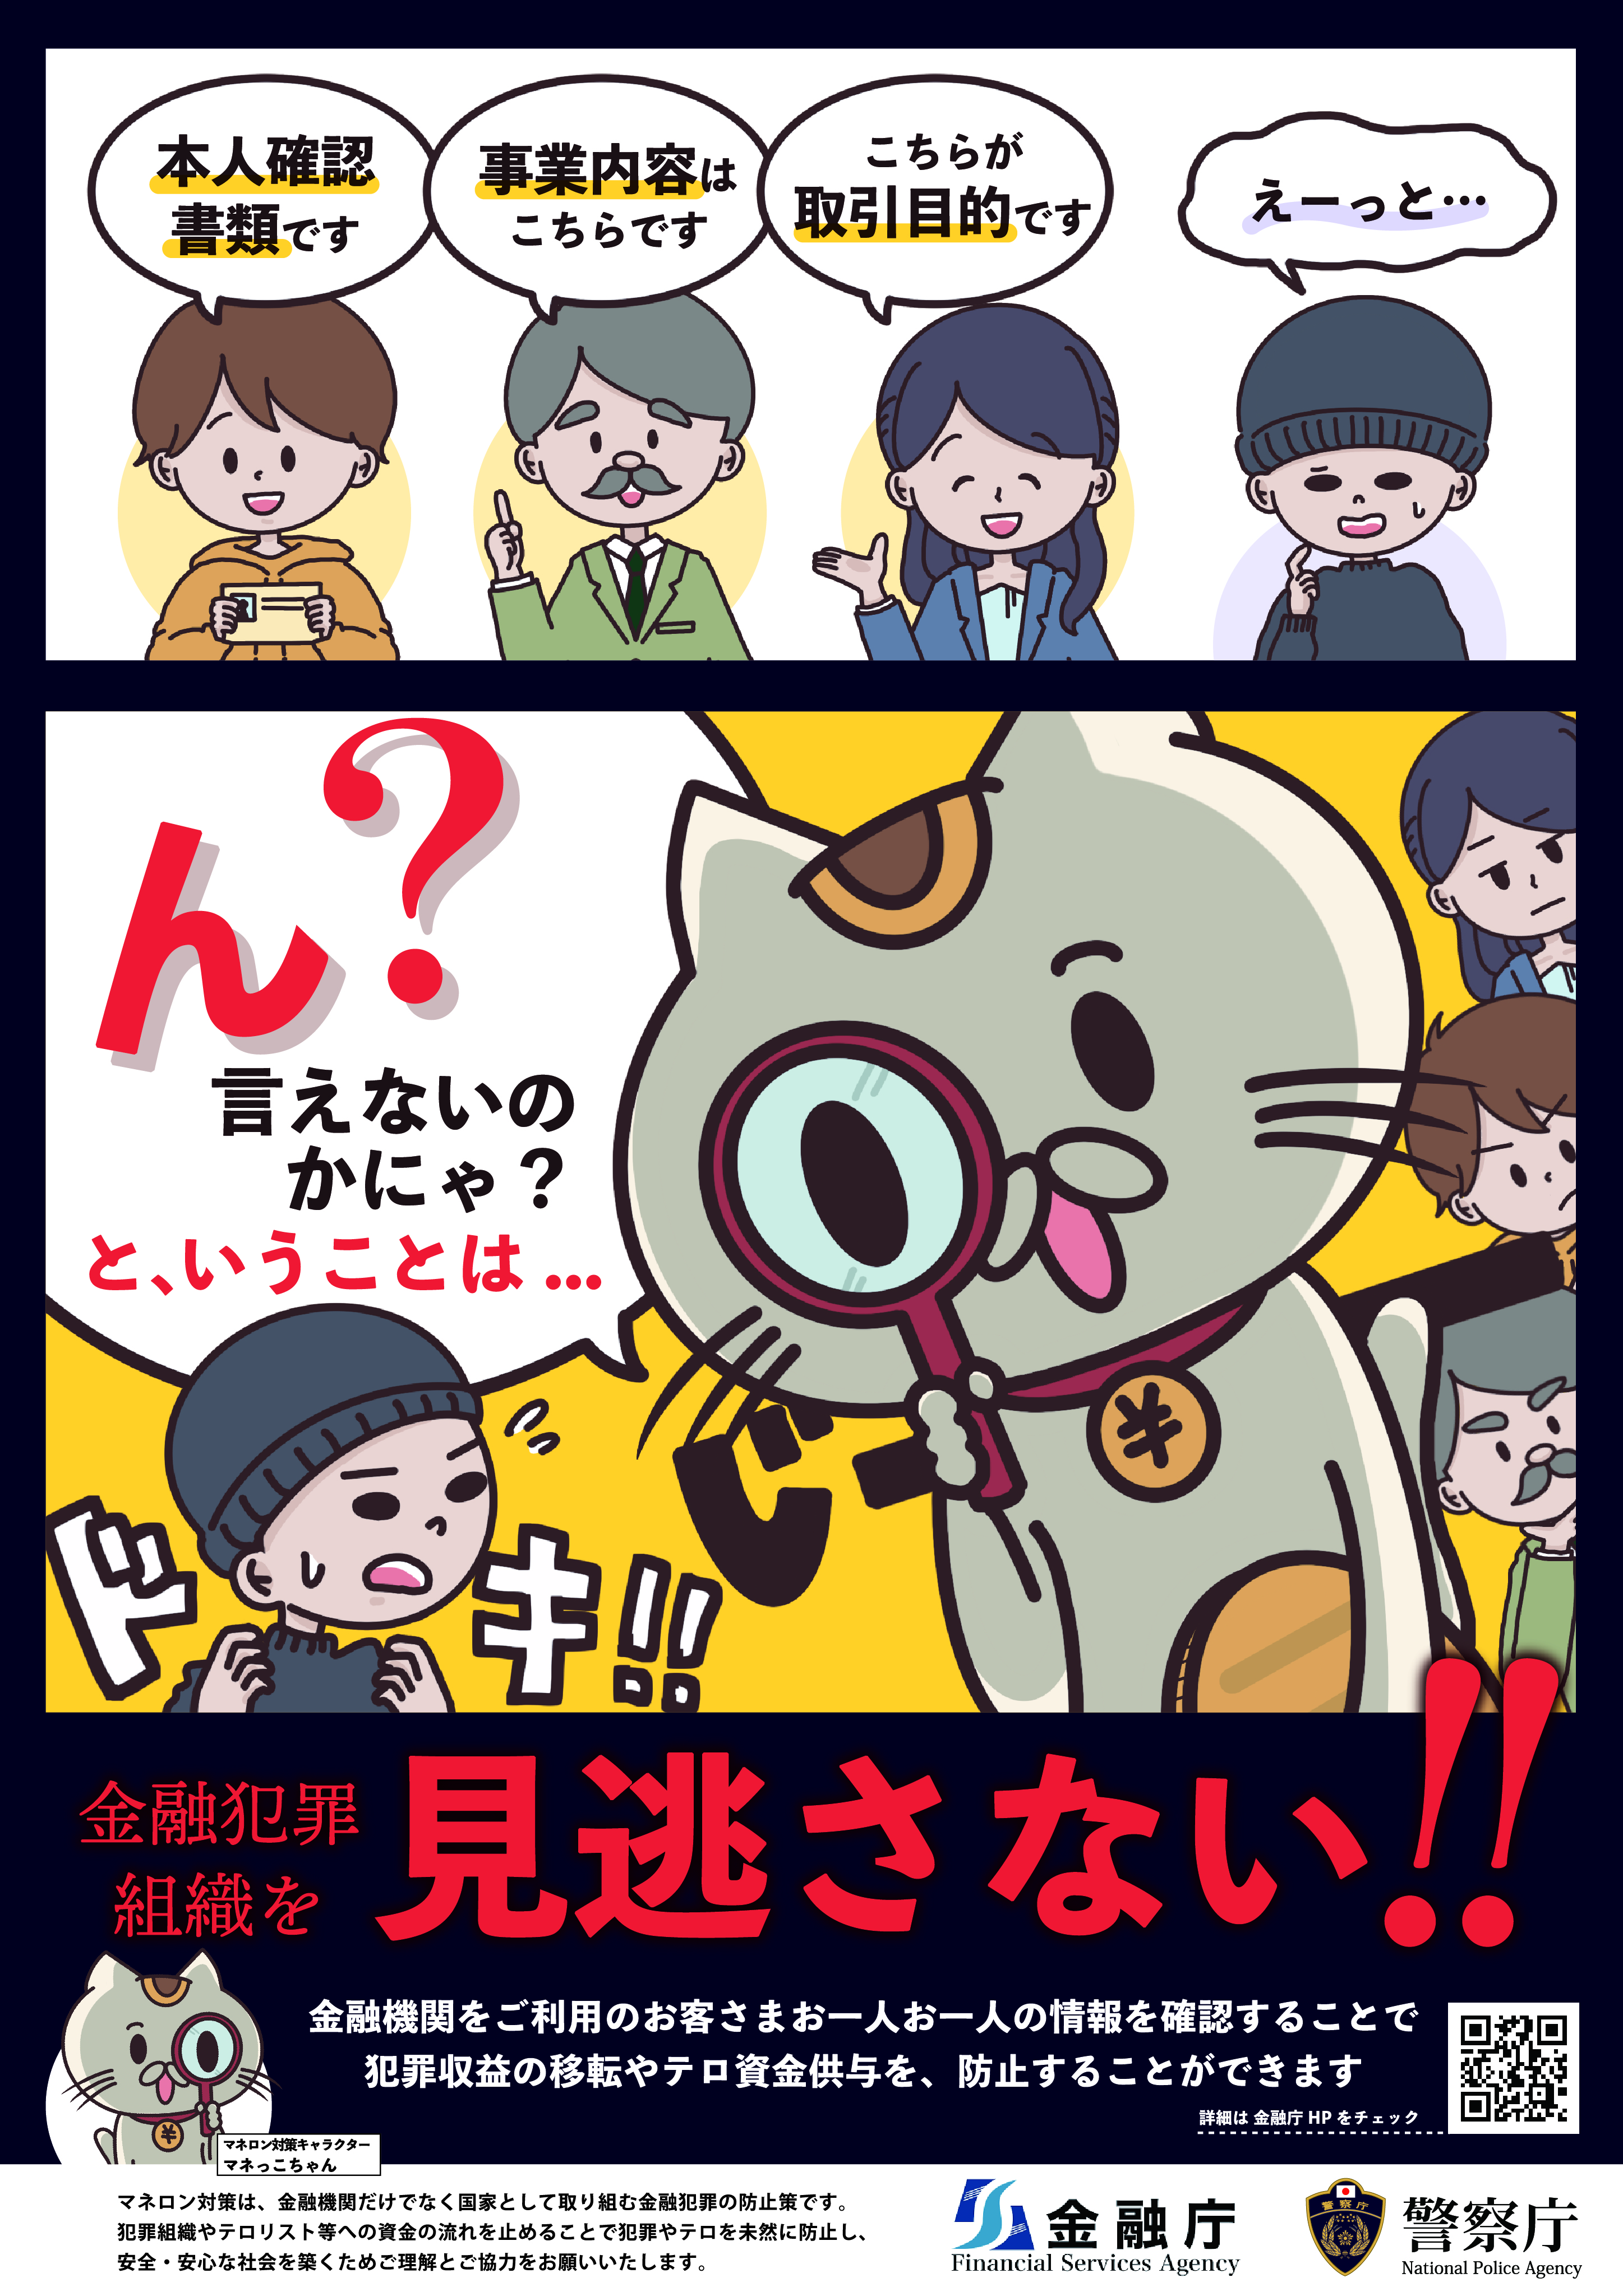 本人確認
書類です
事業内容は
こちらです
こちらが
取引目的です
えーっと…
ん?
言えないの
かにゃ？
と、いうことは…
じー
ドキ!!
金融犯罪
組織を
見逃さない!!
金融機関をご利用のお客さまお一人お一人の情報を確認することで
犯罪収益の移転やテロ資金供与を、防止することができます
詳細は 金融庁 HP をチェック
マネロン対策キャラクター
マネっこちゃん
マネロン対策は、金融機関だけでなく国家として取り組む金融犯罪の防止策です。
犯罪組織やテロリスト等への資金の流れを止めることで犯罪やテロを未然に防止し、
安全・安心な社会を築くためご理解とご協力をお願いいたします。
金融庁
Financial Services Agency
警察庁
警察庁
National Police Agency
¥
¥